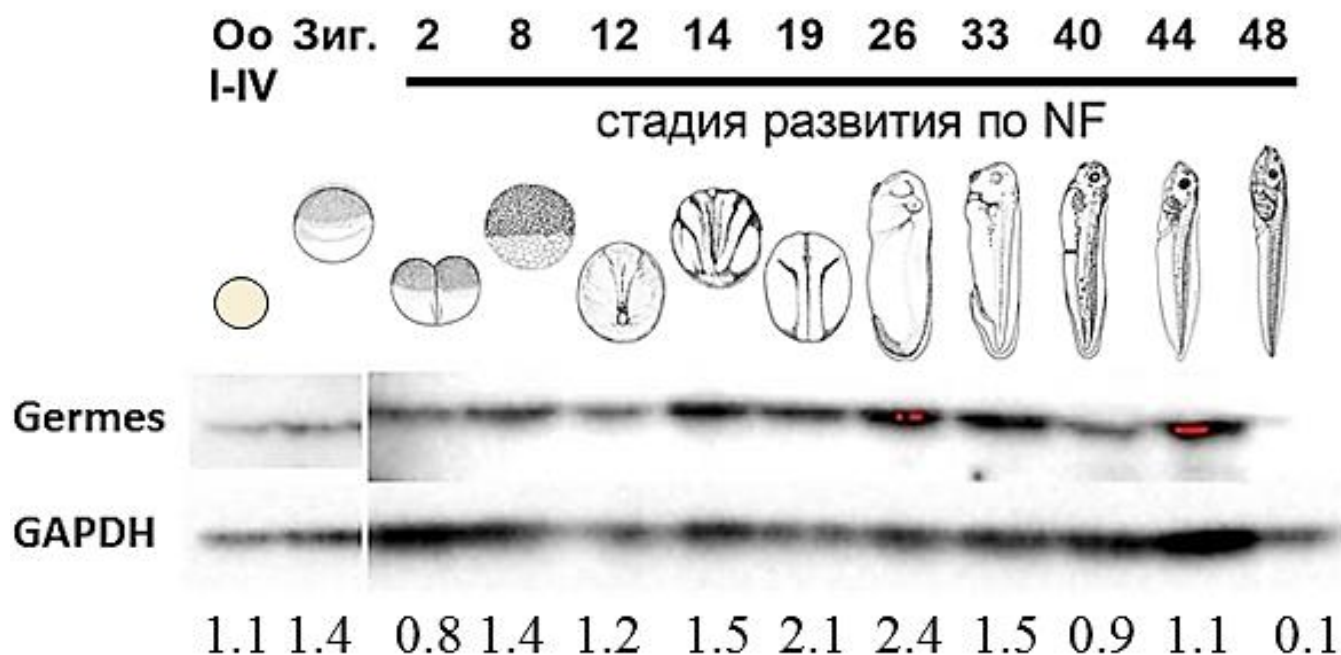 Oo Зиг. 2 8 12 14 19 26 33 40 44 48
I-IV
стадия развития по NF
Germes
GAPDH
1.1 1.4 0.8 1.4 1.2 1.5 2.1 2.4 1.5 0.9 1.1 0.1